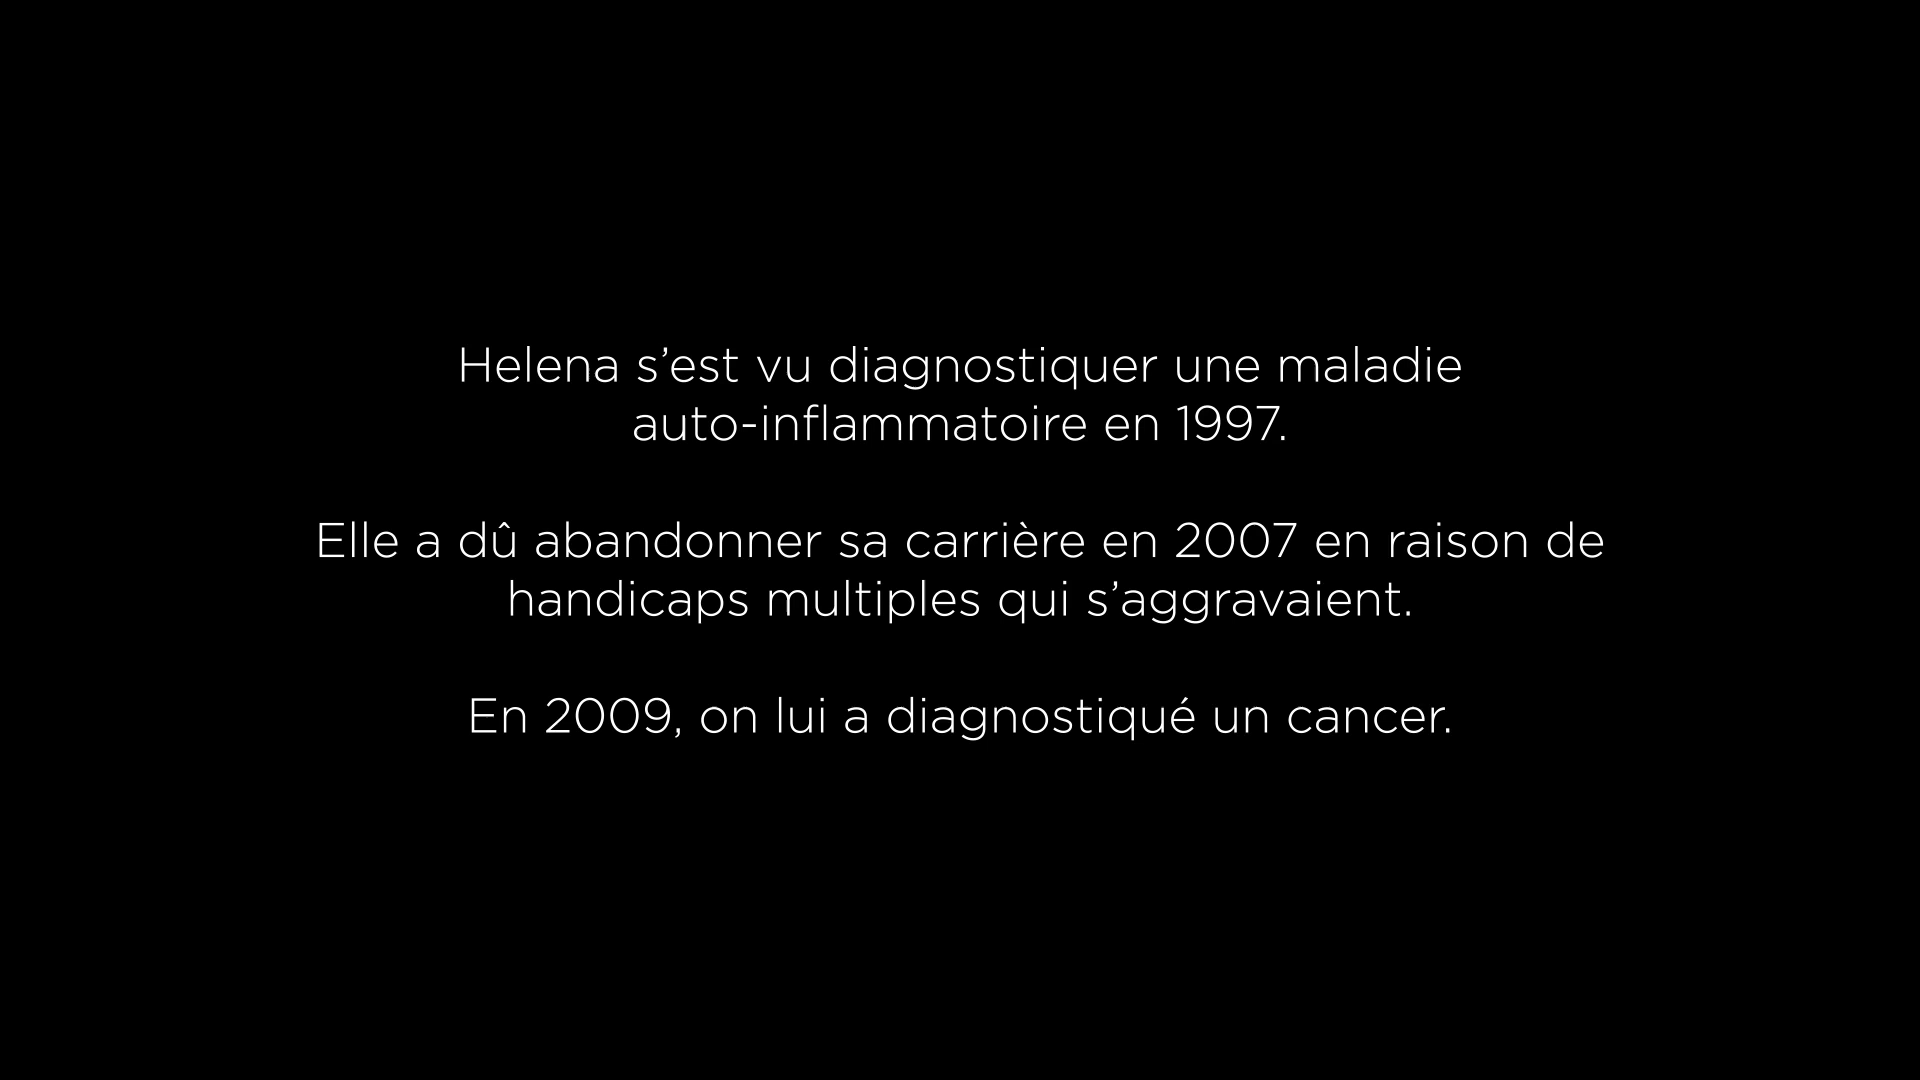 Helena s’est vu diagnostiquer une maladie
auto-inflammatoire en 1997.
Elle a dû abandonner sa carrière en 2007 en raison de
handicaps multiples qui s’aggravaient.
En 2009, on lui a diagnostiqué un cancer.